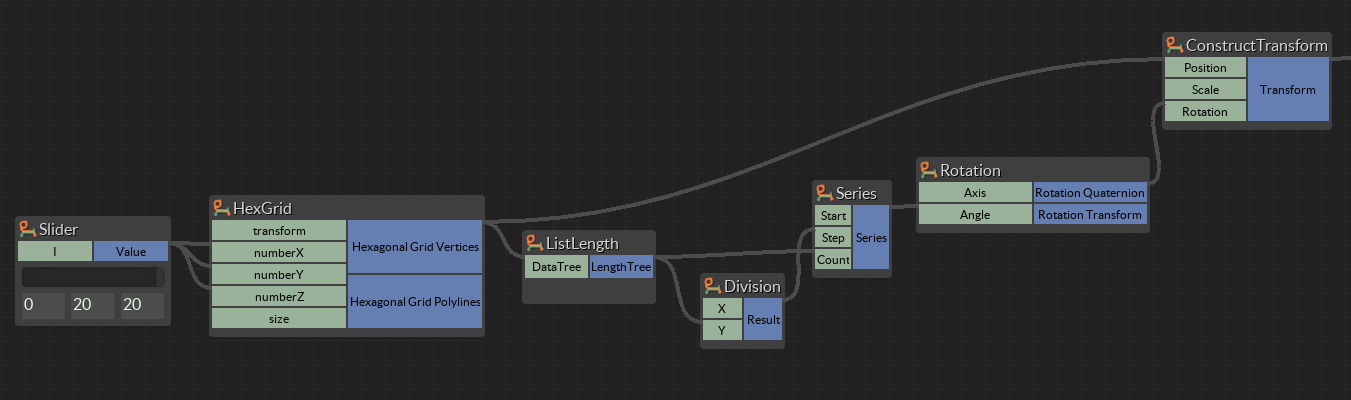 Slider
I Value
0 20 20
HexGrid
transform
numberX
numberY
numberZ
size
Hexagonal Grid Vertices
Hexagonal Grid Polylines
ListLength
DataTree LengthTree
Division
X
Y
Result
Series
Start
Step
Count
Series
Rotation
Axis Rotation Quaternion
Angle Rotation Transform
ConstructTransform
Position
Scale
Rotation
Transform